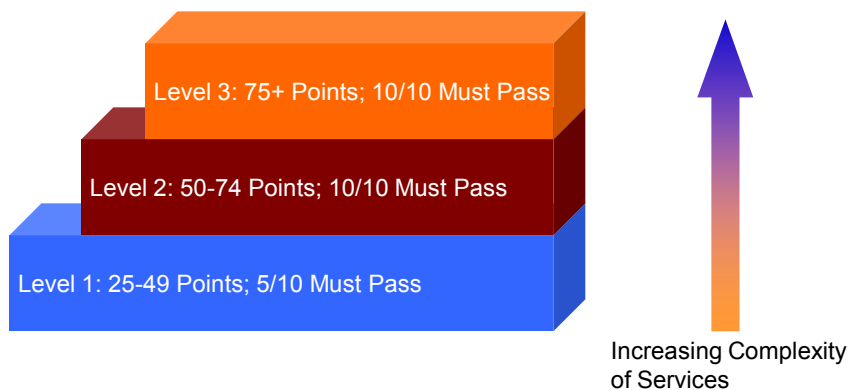 Level 3: 75+ Points; 10/10 Must Pass
Level 2: 50-74 Points; 10/10 Must Pass
Level 1: 25-49 Points; 5/10 Must Pass
Increasing Complexity
of Services